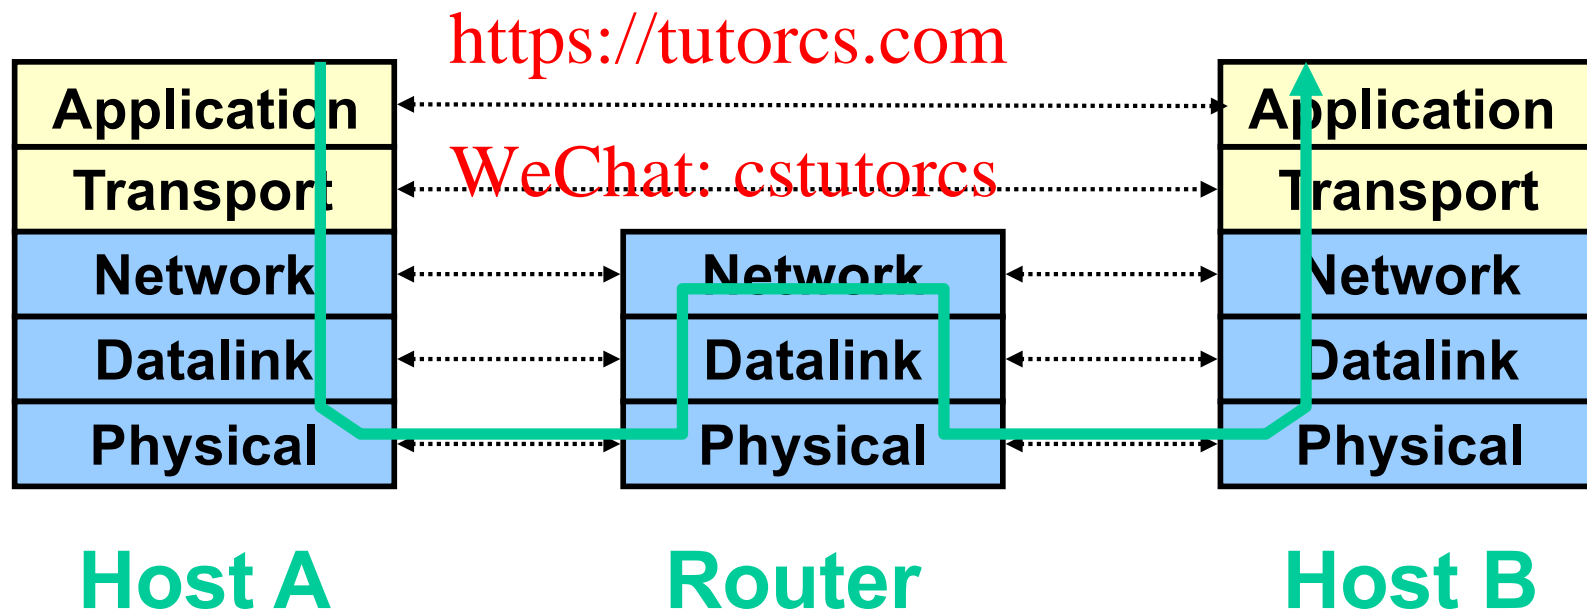 https://tutorcs.com
Application Application
WeChat: cstutorcs
Transport Transport
Network Network Network
Datalink Datalink Datalink
Physical Physical Physical
Host A Router Host B